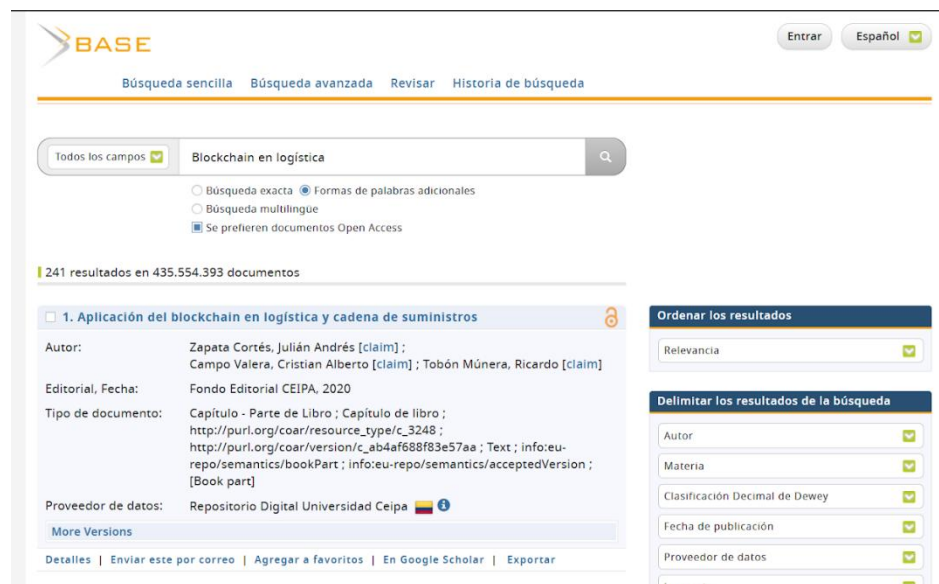 BASE
Entrar
Español
Búsqueda sencilla Búsqueda avanzada Revisar Historia de búsqueda
Todos los campos
Blockchain en logística
Búsqueda exacta Formas de palabras adicionales
Búsqueda multilingüe
Se prefieren documentos Open Access
241 resultados en 435.554.393 documentos
1. Aplicación del blockchain en logística y cadena de suministros
Autor: Zapata Cortés, Julián Andrés [claim] ;
Campo Valera, Cristian Alberto [claim] ; Tobón Múnera, Ricardo [claim]
Editorial, Fecha: Fondo Editorial CEIPA, 2020
Tipo de documento: Capítulo - Parte de Libro ; Capítulo de libro ;
http://purl.org/coar/resource_type/c_3248 ;
http://purl.org/coar/version/c_ab4af688f83e57aa ; Text ; info:eu-
repo/semantics/bookPart ; info:eu-repo/semantics/acceptedVersion ;
[Book part]
Proveedor de datos: Repositorio Digital Universidad Ceipa
More Versions
Detalles | Enviar este por correo | Agregar a favoritos | En Google Scholar | Exportar
Ordenar los resultados
Relevancia
Delimitar los resultados de la búsqueda
Autor
Materia
Clasificación Decimal de Dewey
Fecha de publicación
Proveedor de datos